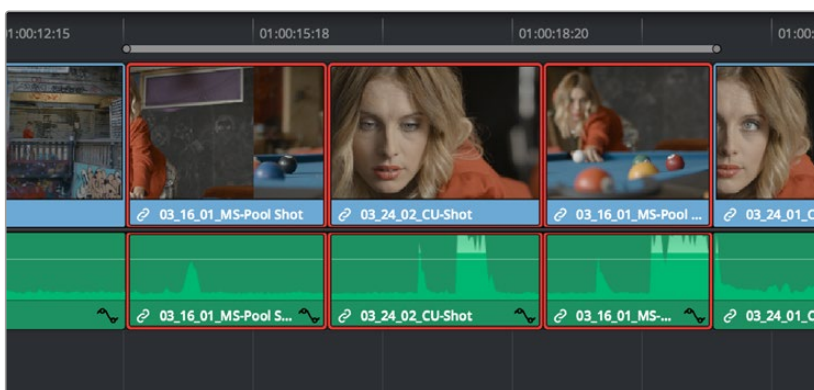 01:00:12:15
01:00:15:18
01:00:18:20
01:00:
03_16_01_MS-Pool Shot
03_24_02_CU-Shot
03_16_01_MS-Pool ...
03_24_01_C
03_16_01_MS-Pool S...
03_24_02_CU-Shot
03_16_01_MS-...
03_24_01_C